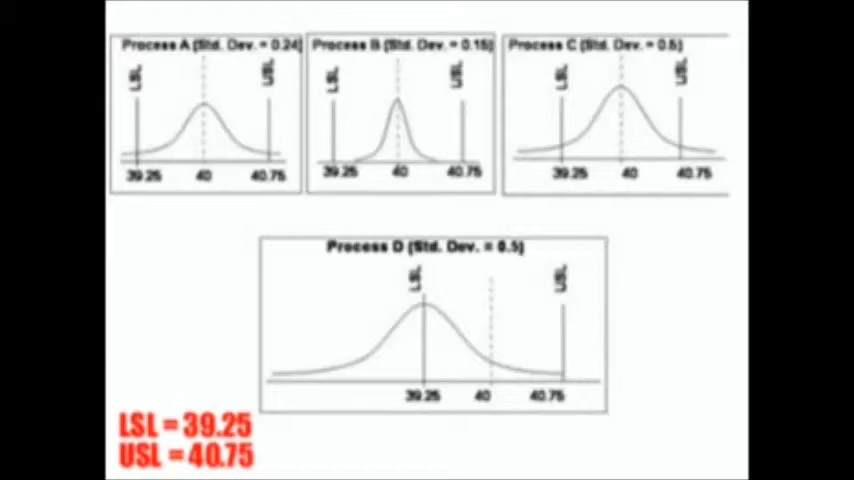 Process A (Std. Dev. = 0.24)
LSL
USL
39.25 40 40.75
Process B (Std. Dev. = 0.15)
LSL
USL
39.25 40 40.75
Process C (Std. Dev. = 0.5)
LSL
USL
39.25 40 40.75
Process D (Std. Dev. = 0.5)
LSL
USL
39.25 40 40.75
LSL = 39.25
USL = 40.75